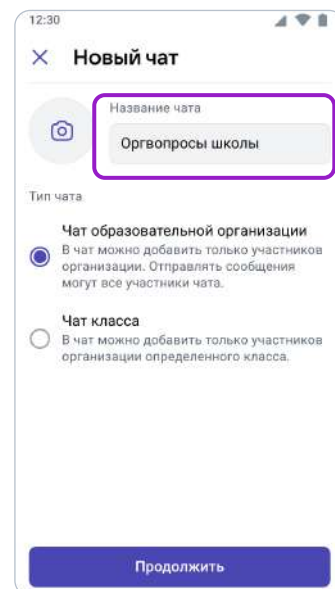 12:30
Новый чат
Название чата
Оргвопросы школы
Тип чата
Чат образовательной организации
В чат можно добавить только участников
организации. Отправлять сообщения
могут все участники чата.
Чат класса
В чат можно добавить только участников
организации определенного класса.
Продолжить